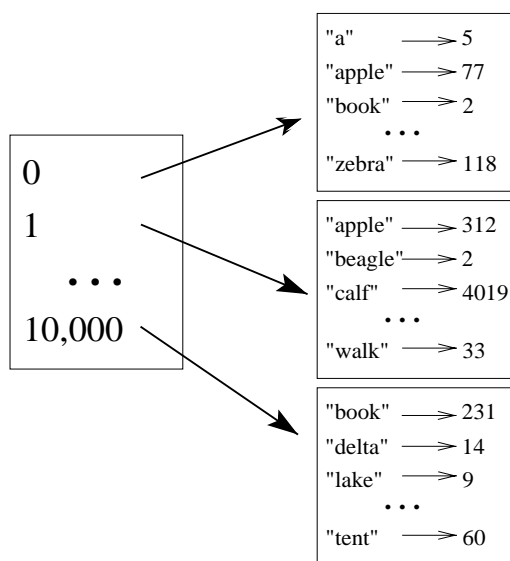 0
1
• • •
10,000
"a" 5
"apple" 77
"book" 2
• • •
"zebra" 118
"apple" 312
"beagle" 2
"calf" 4019
• • •
"walk" 33
"book" 231
"delta" 14
"lake" 9
• • •
"tent" 60